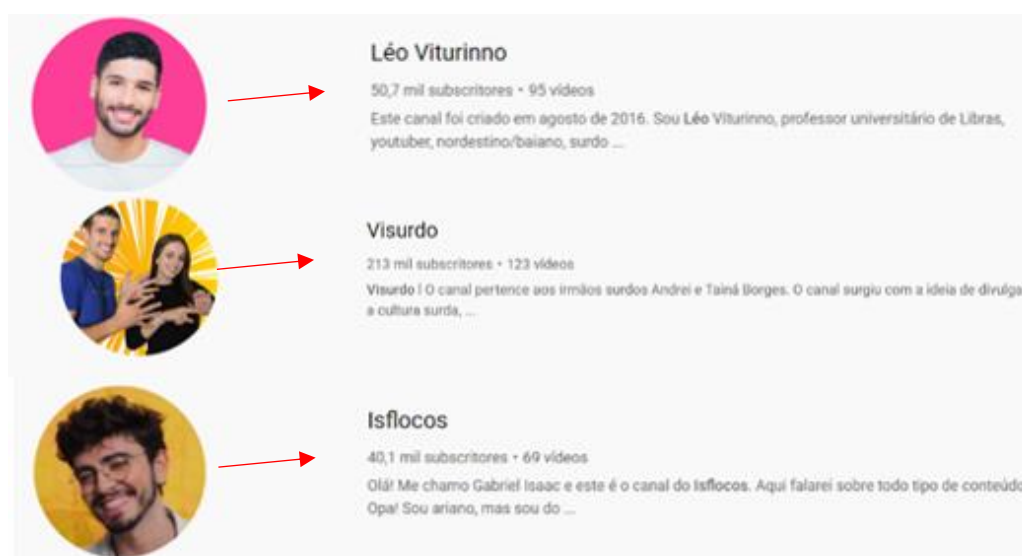 Léo Viturinno
50,7 mil subscritores • 95 vídeos
Este canal foi criado em agosto de 2016. Sou Léo Viturinno, professor universitário de Libras,
youtuber, nordestino/baiano, surdo ...
Visurdo
213 mil subscritores • 123 vídeos
Visurdo l O canal pertence aos irmãos surdos Andrei e Tainá Borges. O canal surgiu com a ideia de divulga
a cultura surda, ...
Isflocos
40,1 mil subscritores • 69 vídeos
Olá! Me chamo Gabriel Isaac e este é o canal do Isflocos. Aqui falarei sobre todo tipo de conteúdo
Opa! Sou ariano, mas sou do ...